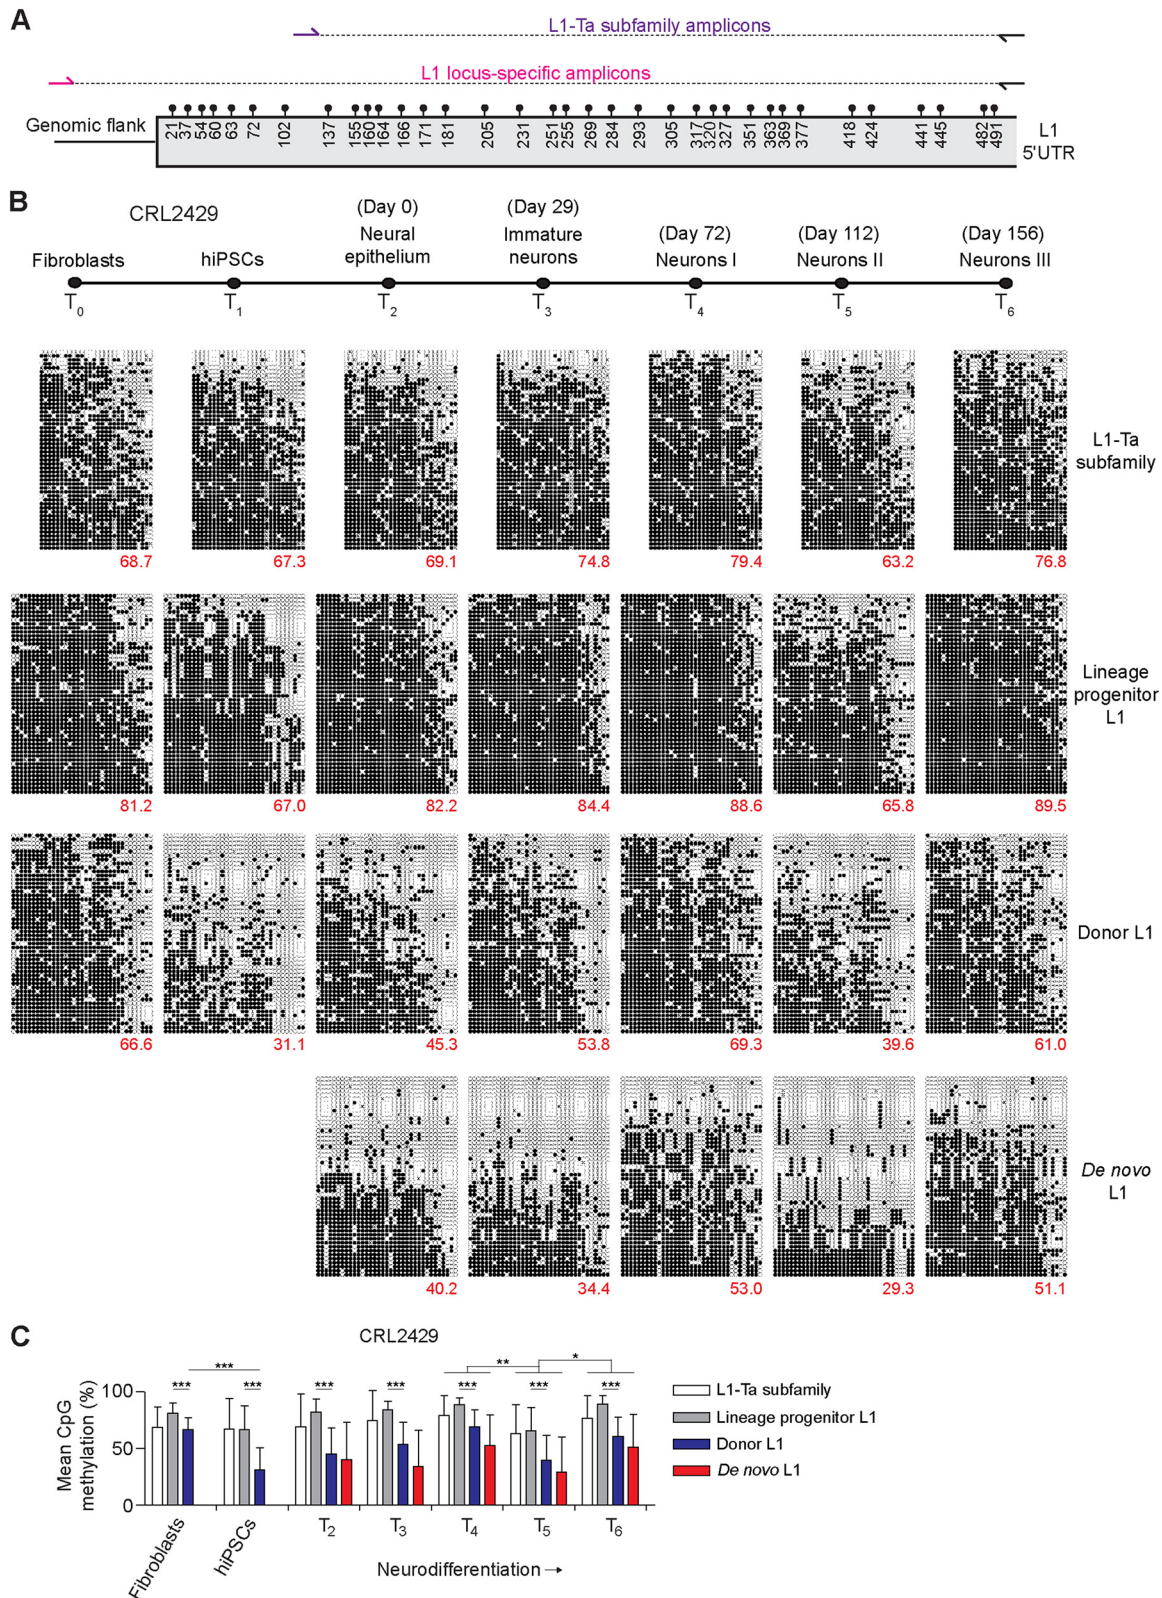 A
L1-Ta subfamily amplicons
L1 locus-specific amplicons
Genomic flank
21 37 54 60 63 72 102 137 155 160 164 166 171 181 205 231 251 255 269 284 293 305 317 320 327 351 363 369 377 418 424 441 445 482 491
L1
5'UTR
B
CRL2429
(Day 0)
Neural
epithelium
(Day 29)
Immature
neurons
Fibroblasts
hiPSCs
(Day 72)
Neurons I
(Day 112)
Neurons II
(Day 156)
Neurons III
T0 T1 T2 T3 T4 T5 T6
L1-Ta
subfamily
68.7 67.3 69.1 74.8 79.4 63.2 76.8
Lineage
progenitor
L1
81.2 67.0 82.2 84.4 88.6 65.8 89.5
Donor L1
66.6 31.1 45.3 53.8 69.3 39.6 61.0
De novo
L1
40.2 34.4 53.0 29.3 51.1
C
CRL2429
Mean CpG
methylation (%)
100
50
0
*** ** *
*** *** *** *** *** *** ***
L1-Ta subfamily
Lineage progenitor L1
Donor L1
De novo L1
Fibroblasts hiPSCs T2 T3 T4 T5 T6
Neurodifferentiation →